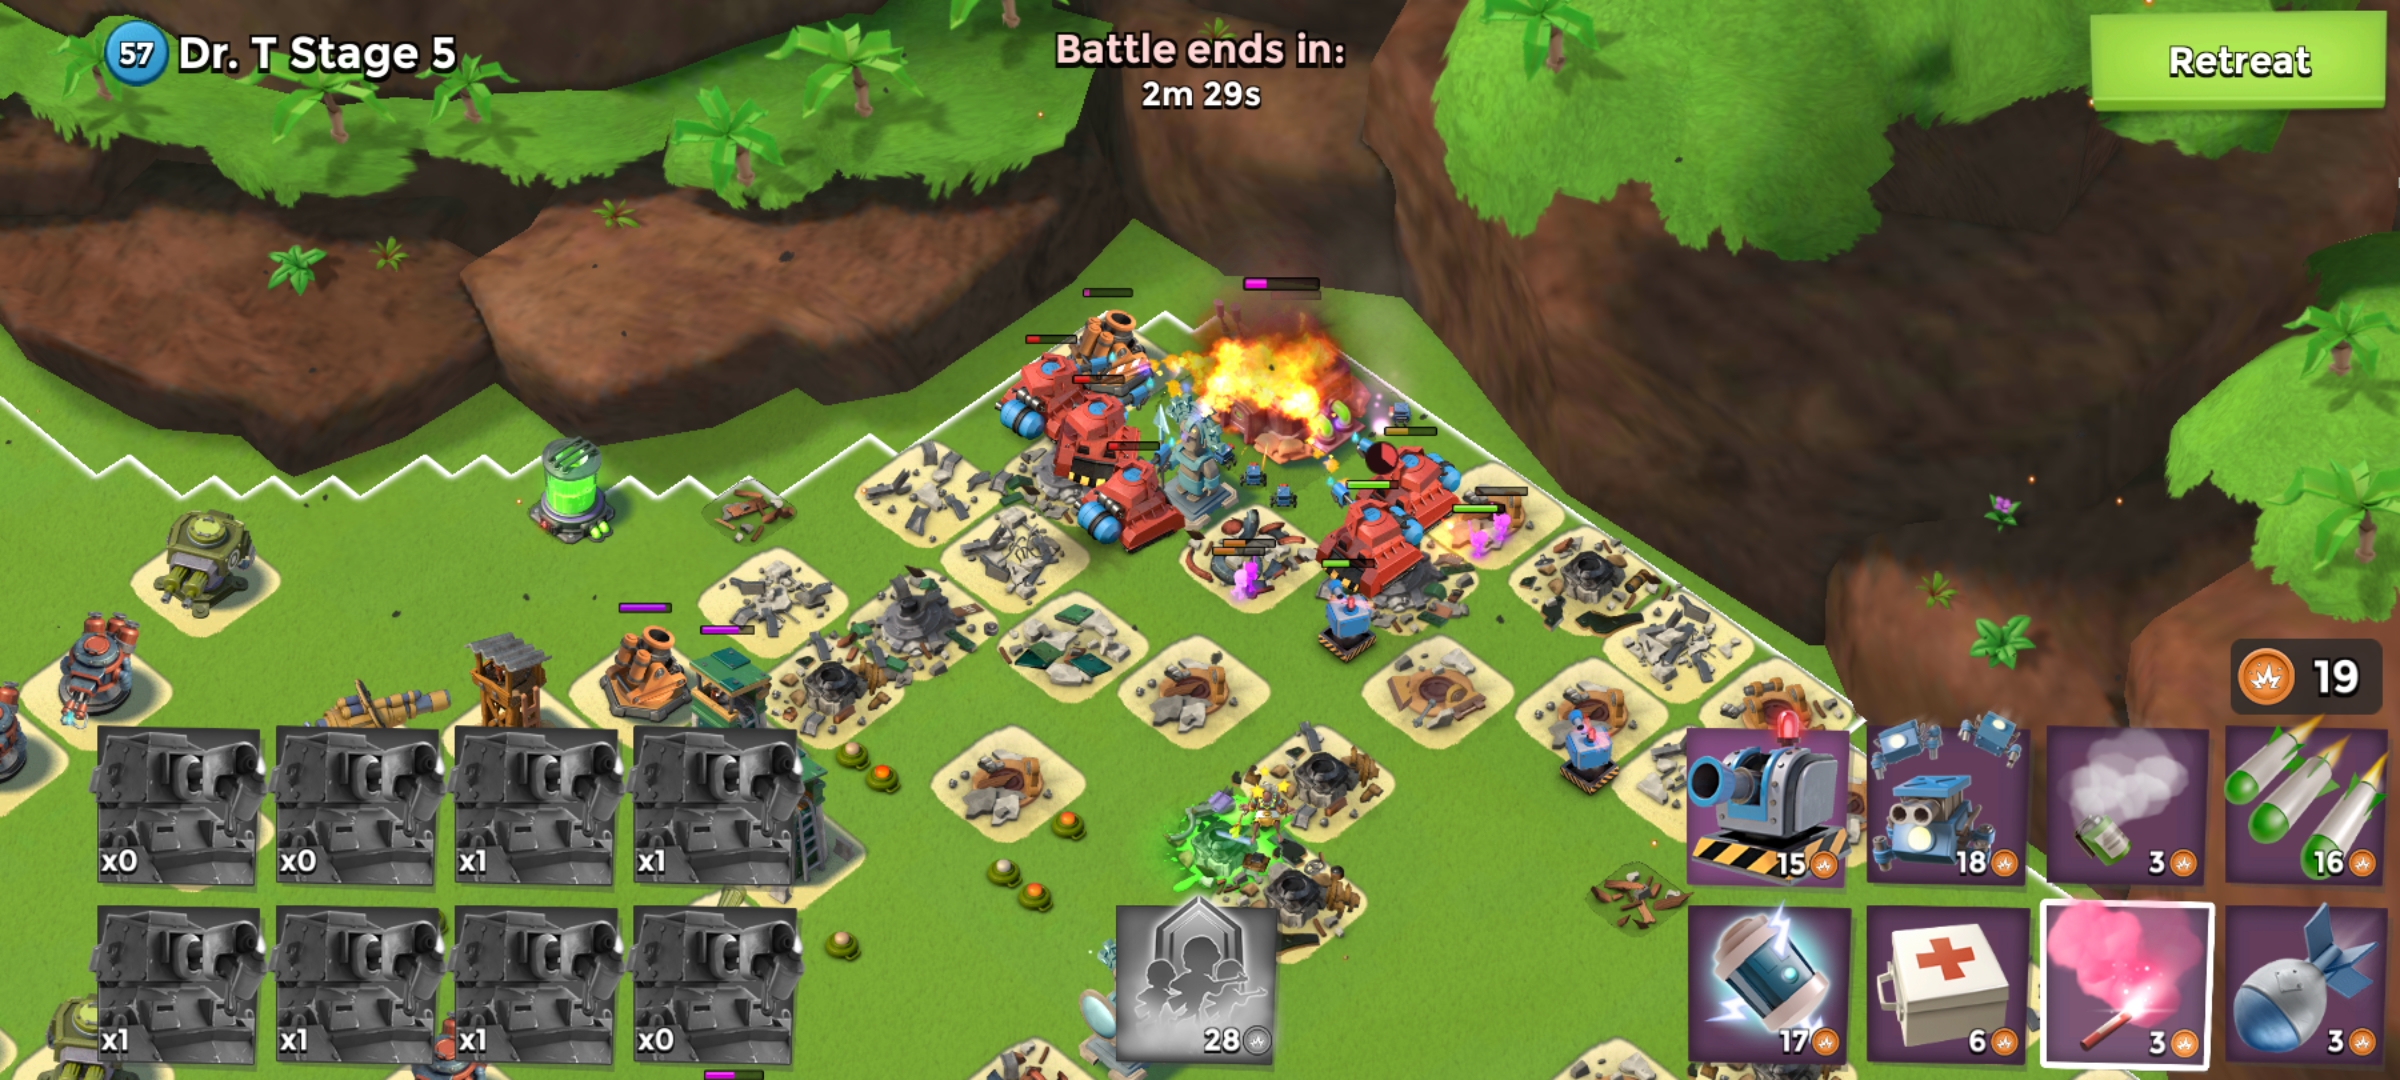 57 Dr. T Stage 5
Battle ends in:
2m 29s
Retreat
19
x0 x0 x1 x1
15 18 3 16
x1 x1 x1 x0
28
17 6 3 3